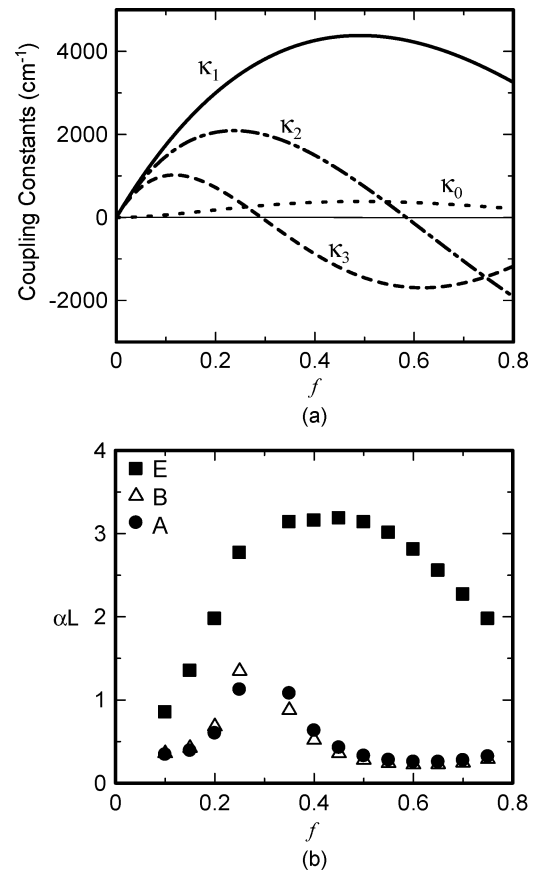 4000
2000
0
-2000
Coupling Constants (cm⁻¹)
κ₁
κ₂
κ₀
κ₃
0 0.2 0.4 0.6 0.8
f
(a)
4
3
2
1
0
αL
E
B
A
0 0.2 0.4 0.6 0.8
f
(b)